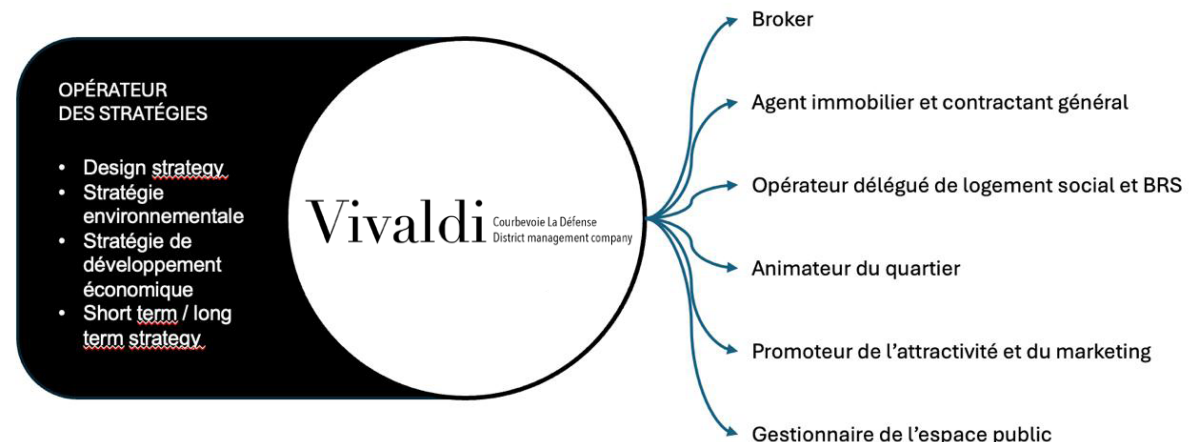 OPÉRATEUR
DES STRATÉGIES
• Design strategy
• Stratégie
environnementale
• Stratégie de
développement
économique
• Short term / long
term strategy
Vivaldi
Courbevoie La Défense
District management company
Broker
Agent immobilier et contractant général
Opérateur délégué de logement social et BRS
Animateur du quartier
Promoteur de l'attractivité et du marketing
Gestionnaire de l'espace public